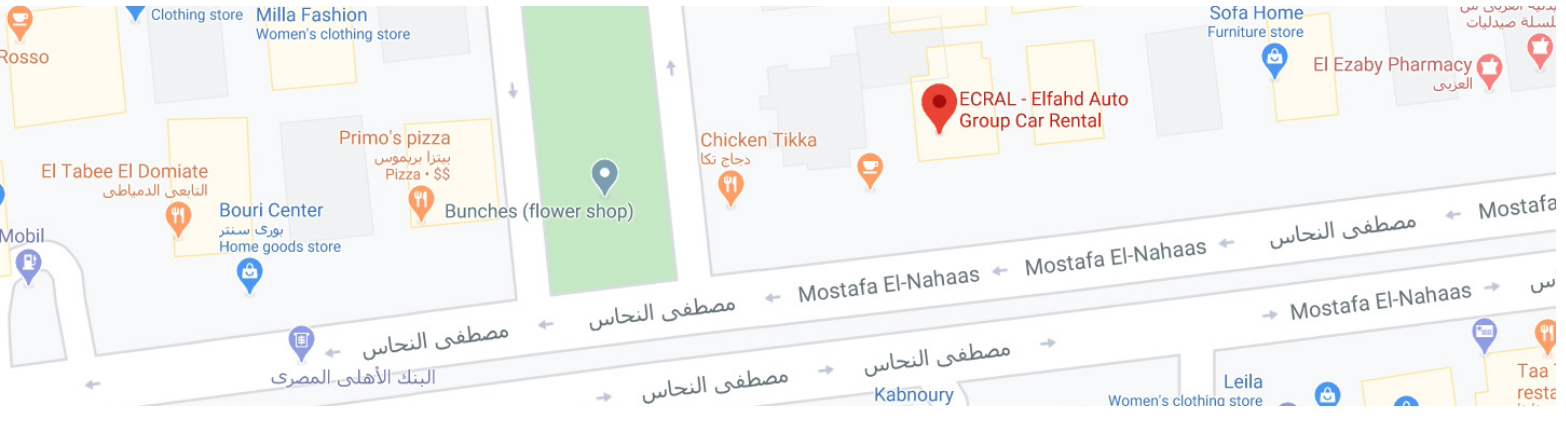 Clothing store
Milla Fashion
Women's clothing store
Rosso
Sofa Home
Furniture store
سلسلة صيدليات
El Ezaby Pharmacy
العزبى
ECRAL - Elfahd Auto
Group Car Rental
Primo's pizza
بيتزا بريموس
Pizza • $$
Chicken Tikka
دجاج تكا
El Tabee El Domiate
التابعى الدمياطى
Bouri Center
بورى سنتر
Home goods store
Bunches (flower shop)
Mobil
Mostafa
مصطفى النحاس
Mostafa El-Nahaas
Mostafa El-Nahaas
مصطفى النحاس
مصطفى النحاس
Mostafa El-Nahaas
البنك الأهلى المصرى
مصطفى النحاس
مصطفى النحاس
Kabnoury
Leila
Women's clothing store
Taa
resta